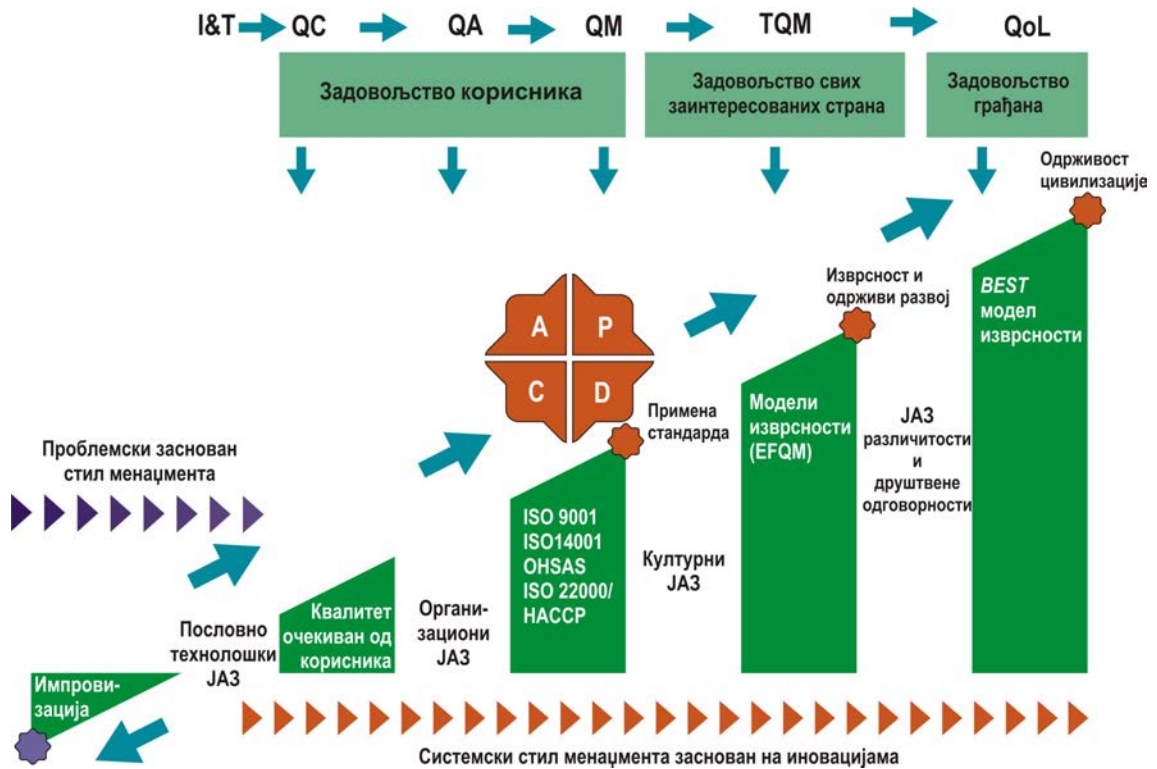 I&T QC QA QM TQM QoL
Задовољство корисника
Задовољство свих
заинтересованих страна
Задовољство
грађана
Одрживост
цивилизације
Изврсност и
одрживи развој
BEST
модел
изврсности
A P
C D
Примена
стандарда
Модели
изврсности
(EFQM)
ЈАЗ
различитости
и
друштвене
одговорности
Проблемски заснован
стил менаџмента
ISO 9001
ISO14001
OHSAS
ISO 22000/
HACCP
Културни
ЈАЗ
Квалитет
очекиван од
корисника
Органи-
зациони
ЈАЗ
Пословно
технолошки
ЈАЗ
Импрови-
зација
Системски стил менаџмента заснован на иновацијама